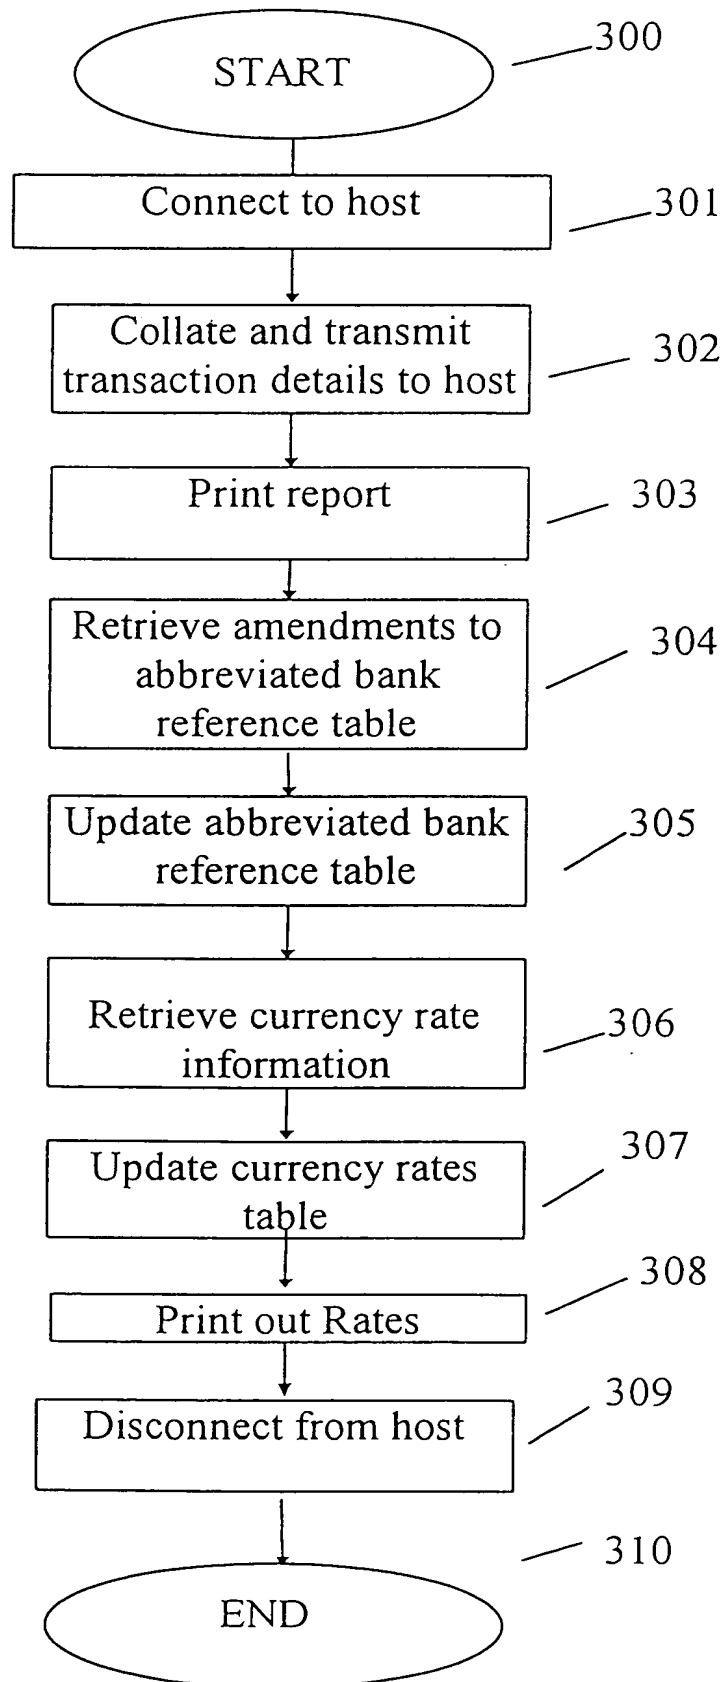 START
300
Connect to host
301
Collate and transmit
transaction details to host
302
Print report
303
Retrieve amendments to
abbreviated bank
reference table
304
Update abbreviated bank
reference table
305
Retrieve currency rate
information
306
Update currency rates
table
307
Print out Rates
308
Disconnect from host
309
END
310